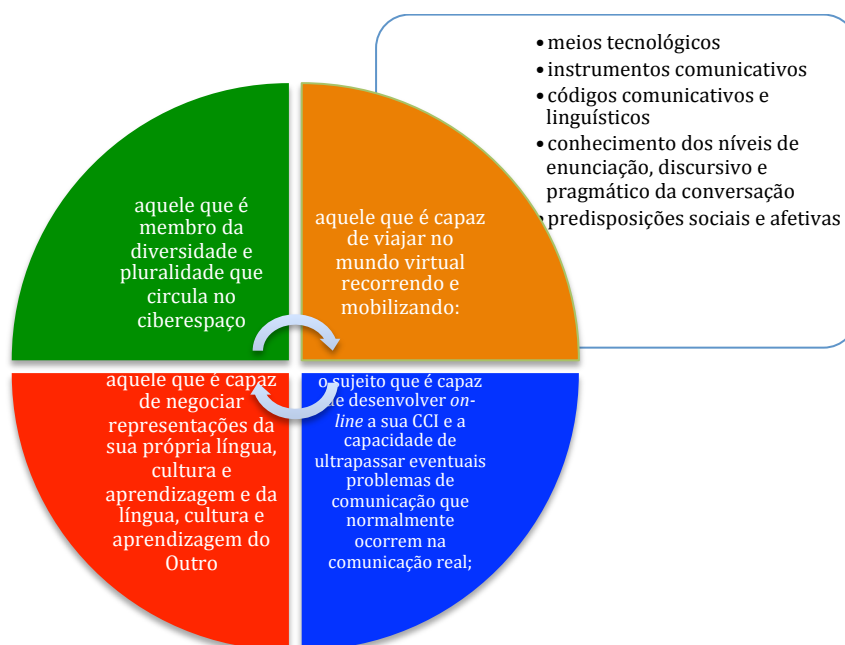 aquele que é
membro da
diversidade e
pluralidade que
circula no
ciberespaço
aquele que é capaz
de viajar no
mundo virtual
recorrendo e
mobilizando:
•meios tecnológicos
•instrumentos comunicativos
•códigos comunicativos e
linguísticos
•conhecimento dos níveis de
enunciação, discursivo e
pragmático da conversação
•predisposições sociais e afetivas
aquele que é capaz
de negociar
representações da
sua própria língua,
cultura e
aprendizagem e da
língua, cultura e
aprendizagem do
Outro
o sujeito que é capaz
de desenvolver on-
line a sua CCI e a
capacidade de
ultrapassar eventuais
problemas de
comunicação que
normalmente
ocorrem na
comunicação real;